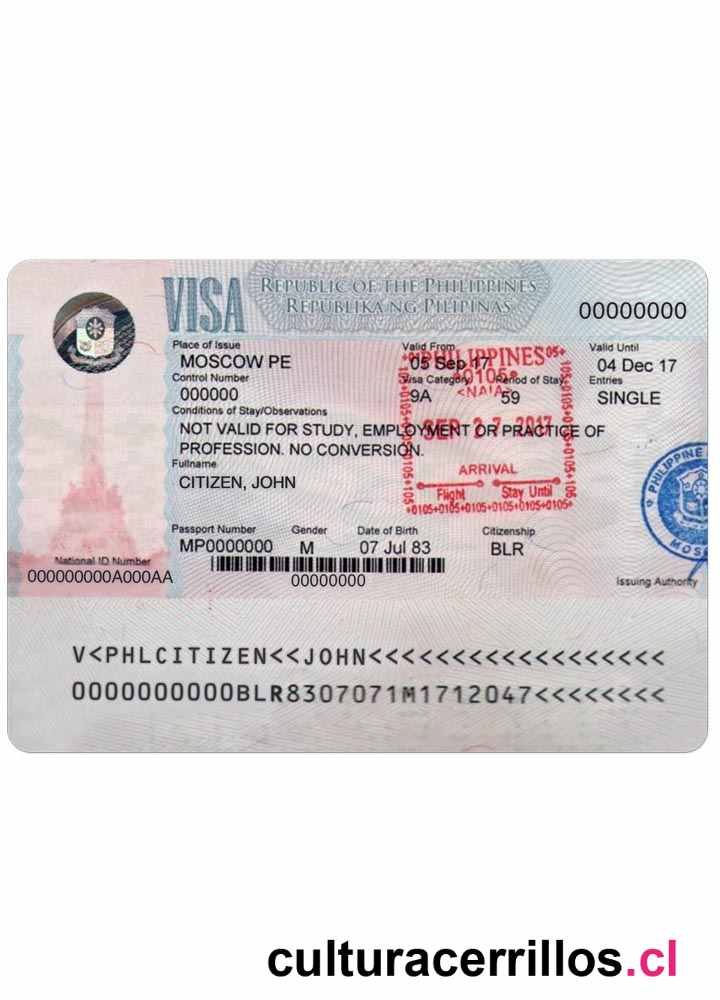 VISA
REPUBLIC OF THE PHILIPPINES
REPUBLIKA NG PILIPINAS
00000000
Place of Issue
MOSCOW PE
Valid From
05 Sep 17
Valid Until
04 Dec 17
Control Number
000000
Visa Category
9A
Period of Stay
59
Entries
SINGLE
Conditions of Stay/Observations
NOT VALID FOR STUDY, EMPLOYMENT OR PRACTICE OF
PROFESSION. NO CONVERSION.
Fullname
CITIZEN, JOHN
PHILIPPINES
<NAIA>
SEP 27 2017
ARRIVAL
Flight Stay Until
+0105+0105+0105+0105+0105+0105+
Passport Number
MP0000000
Gender
M
Date of Birth
07 Jul 83
Citizenship
BLR
National ID Number
000000000A000AA
00000000
PHILIPPINE
Issuing Authority
V<PHLCITIZEN<<JOHN<<<<<<<<<<<<<<<<<<
0000000000BLR8307071M1712047<<<<<<<<
culturacerrillos.cl